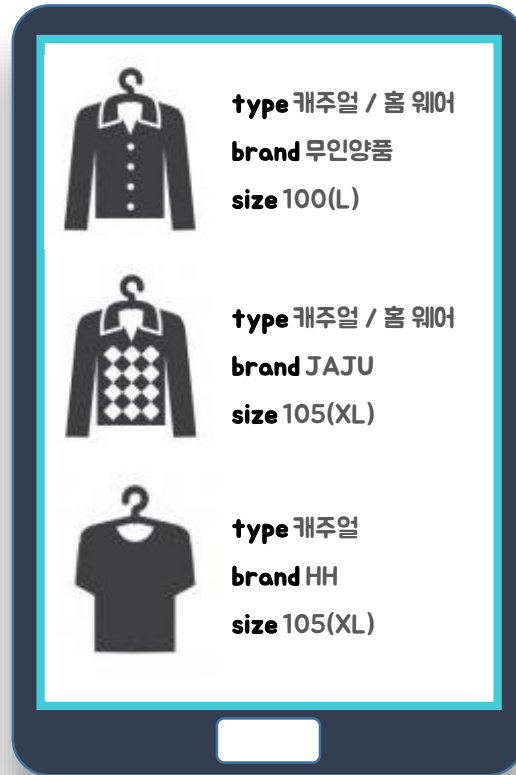 type 캐주얼 / 홈 웨어
brand 무인양품
size 100(L)
type 캐주얼 / 홈 웨어
brand JAJU
size 105(XL)
type 캐주얼
brand HH
size 105(XL)